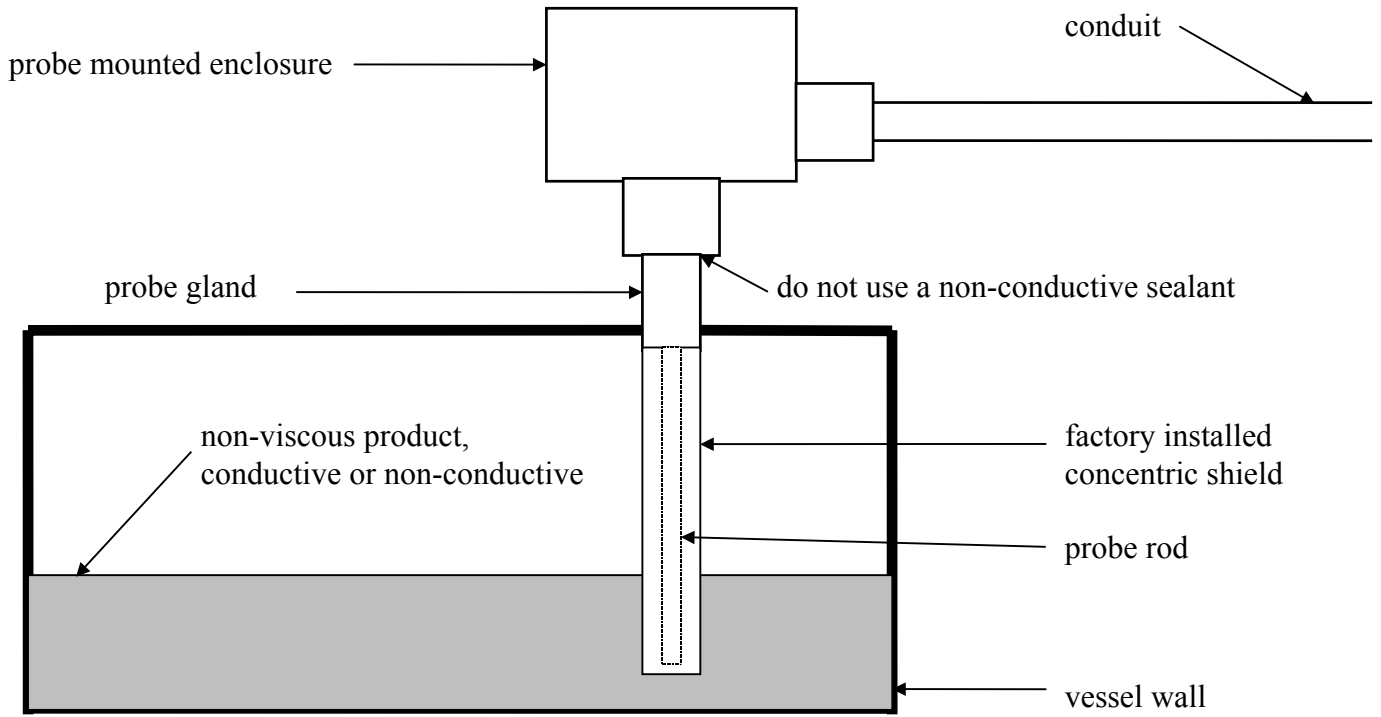 conduit
probe mounted enclosure
probe gland
do not use a non-conductive sealant
non-viscous product,
conductive or non-conductive
factory installed
concentric shield
probe rod
vessel wall